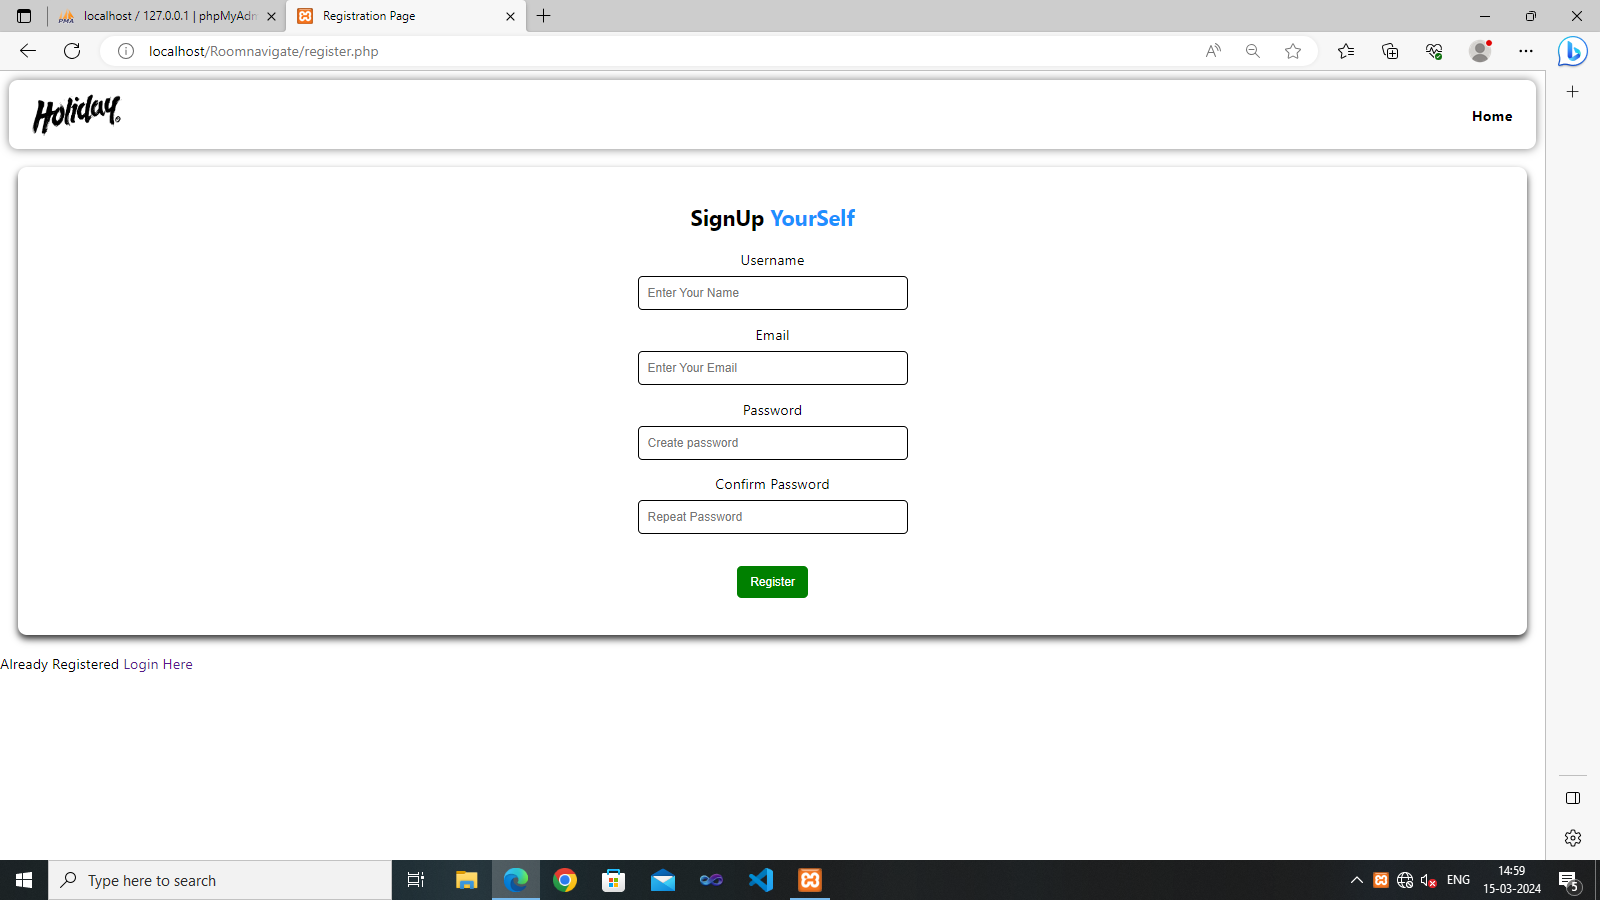 localhost / 127.0.0.1 | phpMyAdm
Registration Page
localhost/Roomnavigate/register.php
Holiday
Home
SignUp YourSelf
Username
Enter Your Name
Email
Enter Your Email
Password
Create password
Confirm Password
Repeat Password
Register
Already Registered Login Here
Type here to search
ENG
14:59
15-03-2024
5